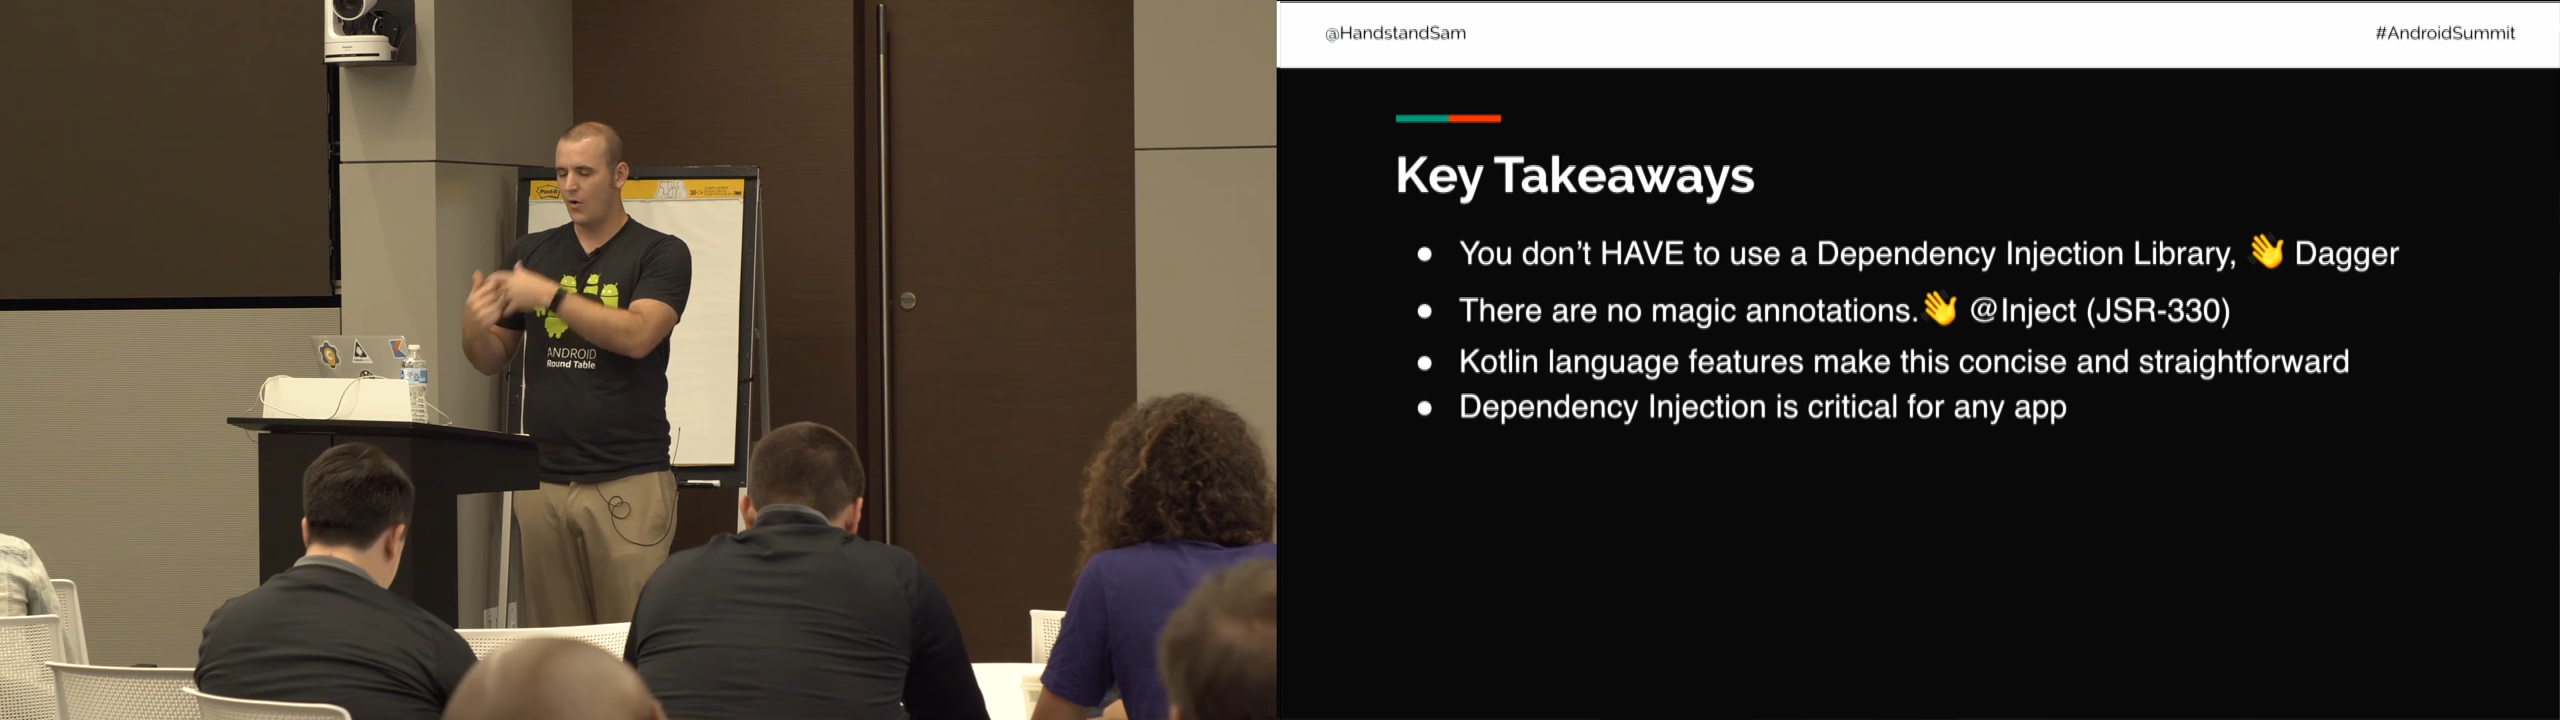 @HandstandSam
#AndroidSummit
Key Takeaways
● You don’t HAVE to use a Dependency Injection Library, 👋 Dagger
● There are no magic annotations.👋 @Inject (JSR-330)
● Kotlin language features make this concise and straightforward
● Dependency Injection is critical for any app
Post-it
ANDROID
Round Table